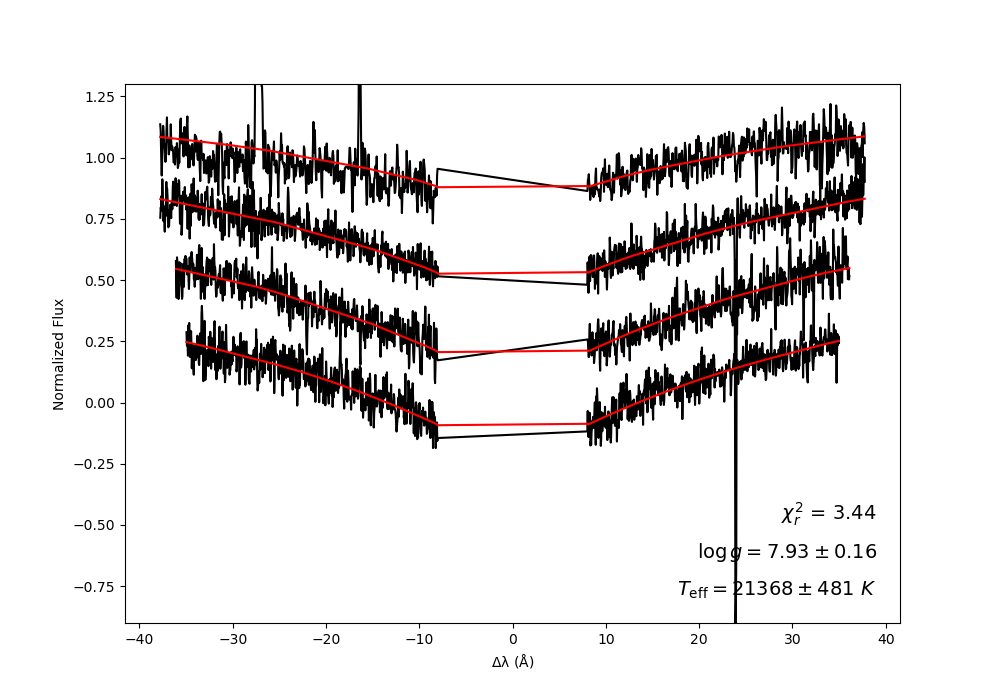 1.25
1.00
0.75
0.50
0.25
0.00
−0.25
−0.50
−0.75
Normalized Flux
χ²ᵣ = 3.44
log g = 7.93 ± 0.16
T_eff = 21368 ± 481 K
−40 −30 −20 −10 0 10 20 30 40
Δλ (Å)